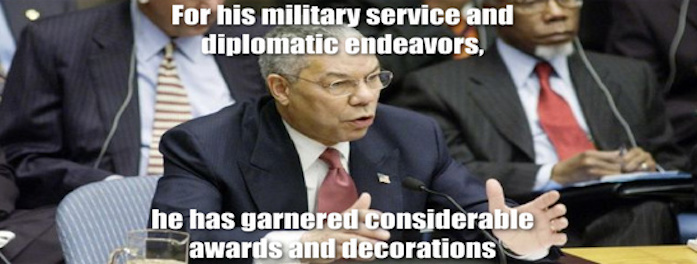 For his military service and
diplomatic endeavors,
he has garnered considerable
awards and decorations